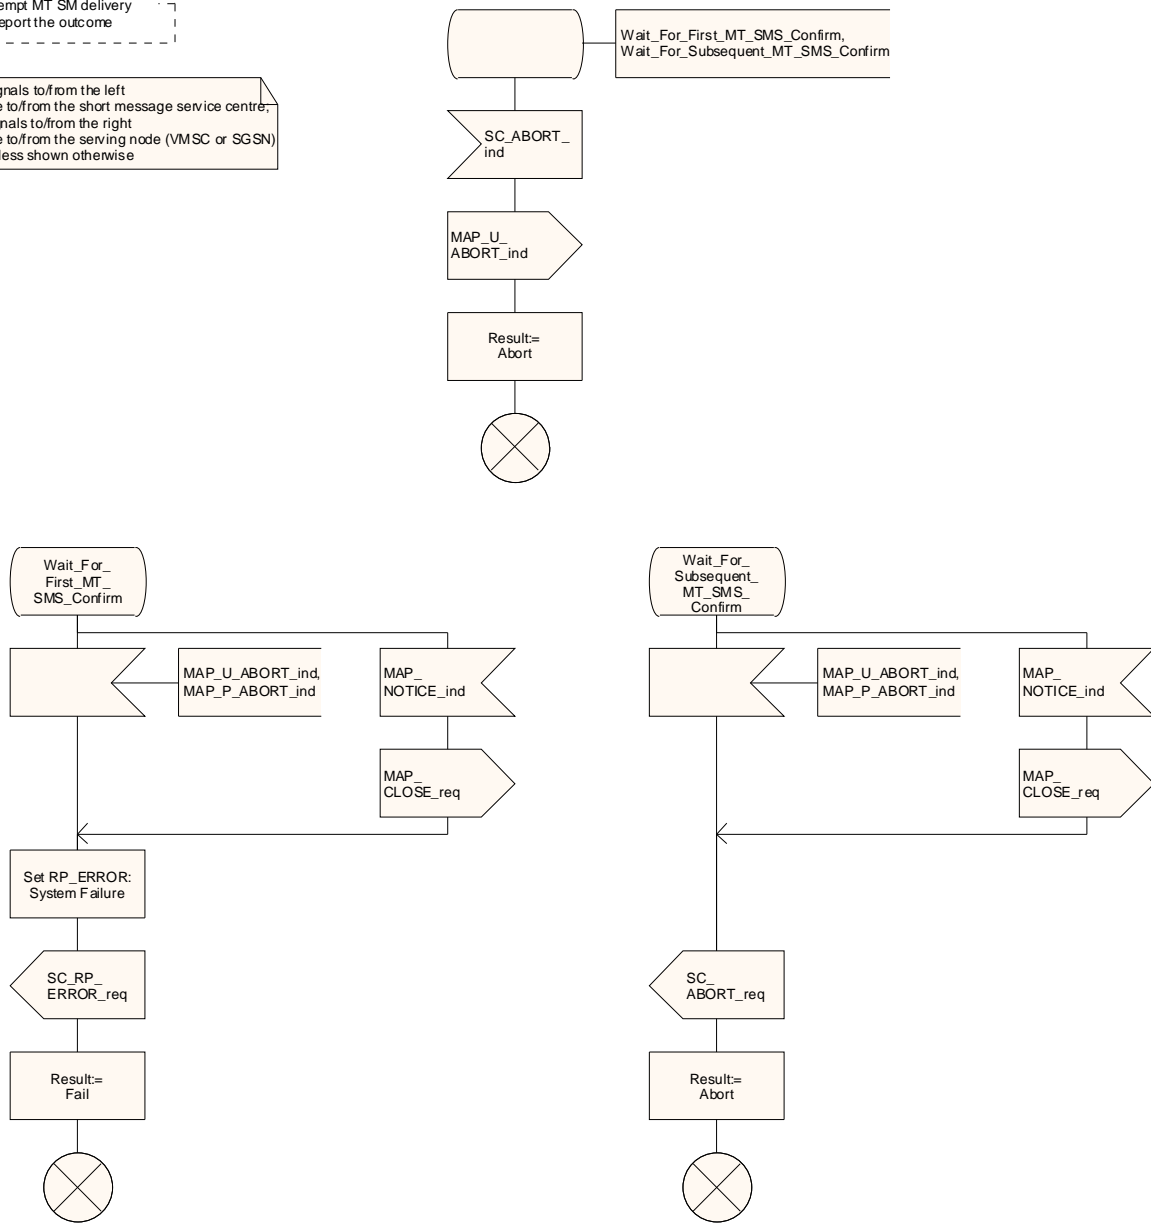 empt MT SM delivery
eport the outcome
gnals to/from the left
e to/from the short message service centre;
gnals to/from the right
e to/from the serving node (VMSC or SGSN)
less shown otherwise
Wait_For_First_MT_SMS_Confirm,
Wait_For_Subsequent_MT_SMS_Confirm
SC_ABORT_
ind
MAP_U_
ABORT_ind
Result:=
Abort
Wait_For_
First_MT_
SMS_Confirm
MAP_U_ABORT_ind,
MAP_P_ABORT_ind
MAP_
NOTICE_ind
MAP_
CLOSE_req
Set RP_ERROR:
System Failure
SC_RP_
ERROR_req
Result:=
Fail
Wait_For_
Subsequent_
MT_SMS_
Confirm
MAP_U_ABORT_ind,
MAP_P_ABORT_ind
MAP_
NOTICE_ind
MAP_
CLOSE_req
SC_
ABORT_req
Result:=
Abort